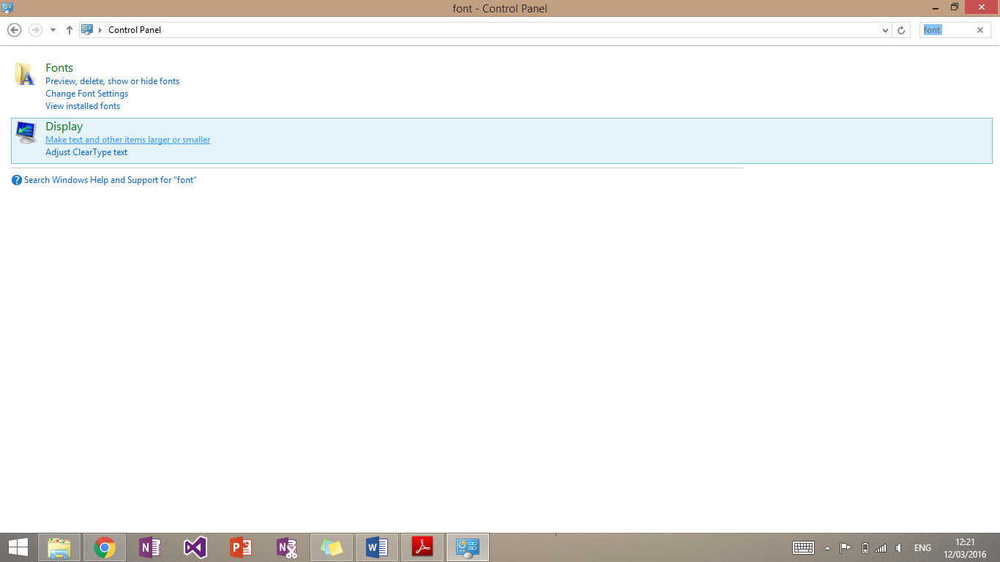 font - Control Panel
Control Panel
font
Fonts
Preview, delete, show or hide fonts
Change Font Settings
View installed fonts
Display
Make text and other items larger or smaller
Adjust ClearType text
Search Windows Help and Support for "font"
ENG
12:21
12/03/2016